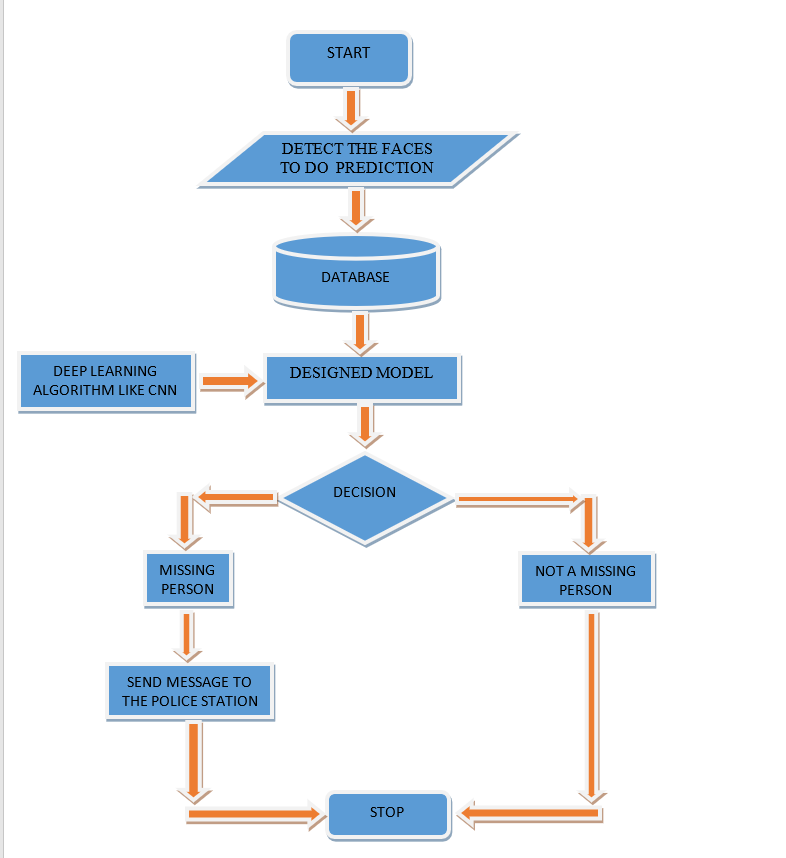 START
DETECT THE FACES
TO DO PREDICTION
DATABASE
DEEP LEARNING
ALGORITHM LIKE CNN
DESIGNED MODEL
DECISION
MISSING
PERSON
NOT A MISSING
PERSON
SEND MESSAGE TO
THE POLICE STATION
STOP